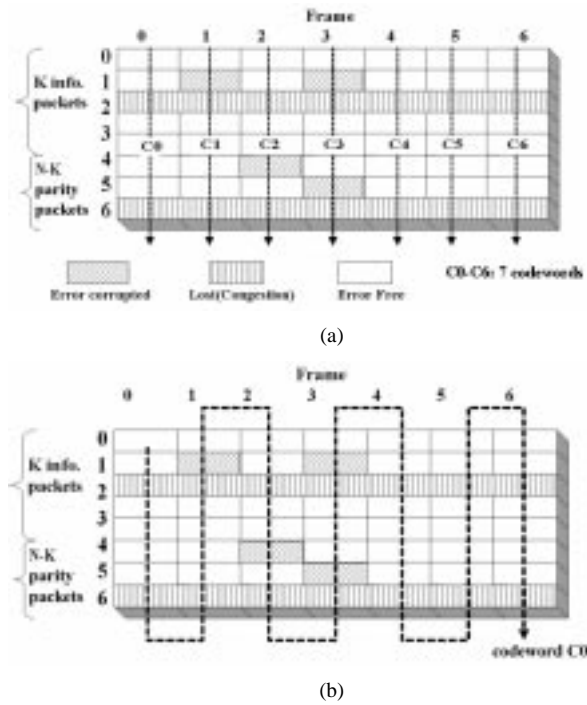 Frame
0 1 2 3 4 5 6
0
K info.
1
packets
2
3
C0 C1 C2 C3 C4 C5 C6
N-K
4
parity
5
packets
6
C0-C6: 7 codewords
Error corrupted Lost(Congestion) Error Free
(a)
Frame
0 1 2 3 4 5 6
0
K info.
1
packets
2
3
N-K
4
parity
5
packets
6
codeword C0
(b)